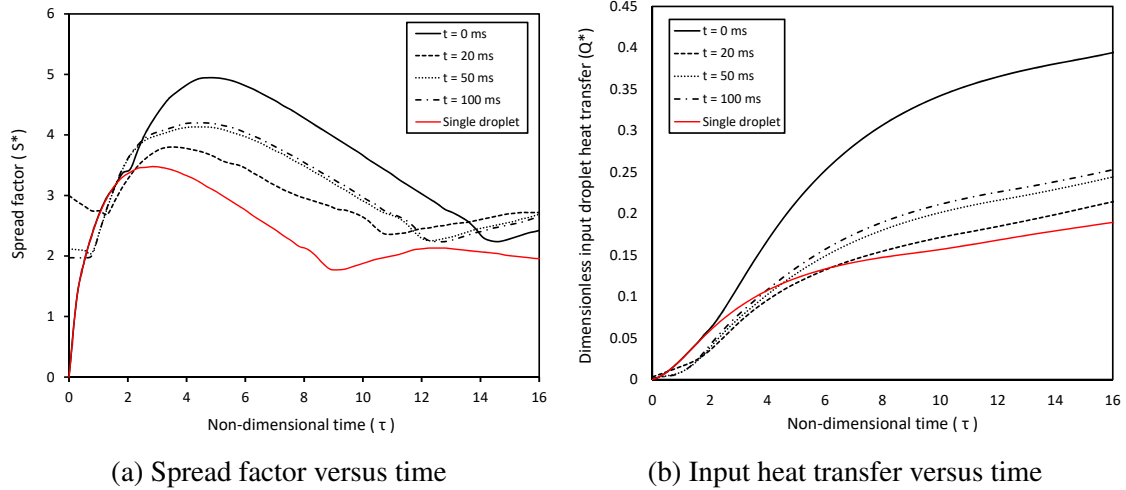 6
5
4
3
2
1
0
Spread factor ( S* )
0 2 4 6 8 10 12 14 16
Non-dimensional time ( τ )
t = 0 ms
t = 20 ms
t = 50 ms
t = 100 ms
Single droplet
(a) Spread factor versus time
0.45
0.4
0.35
0.3
0.25
0.2
0.15
0.1
0.05
0
Dimensionless input droplet heat transfer (Q*)
0 2 4 6 8 10 12 14 16
Non-dimensional time ( τ )
t = 0 ms
t = 20 ms
t = 50 ms
t = 100 ms
Single droplet
(b) Input heat transfer versus time